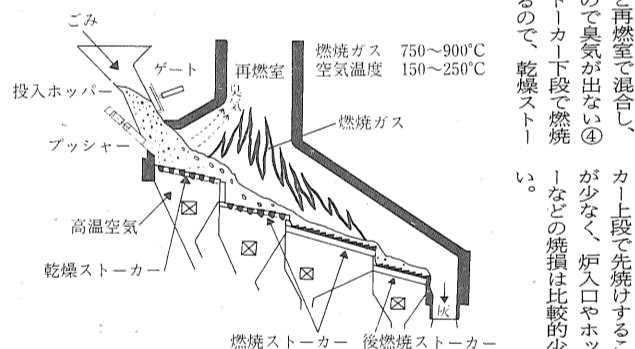 ごみ
ゲート
再燃室
燃焼ガス 750〜900℃
空気温度 150〜250℃
投入ホッパー
臭気
燃焼ガス
プッシャー
高温空気
乾燥ストーカー
燃焼ストーカー
後燃焼ストーカー
灰
と再燃室で混合し、
ので臭気が出ない④
トーカー下段で燃焼
るので、乾燥ストー
カー上段で先焼けするこ
が少なく、炉入口やホッ
ーなどの焼損は比較的少
い。